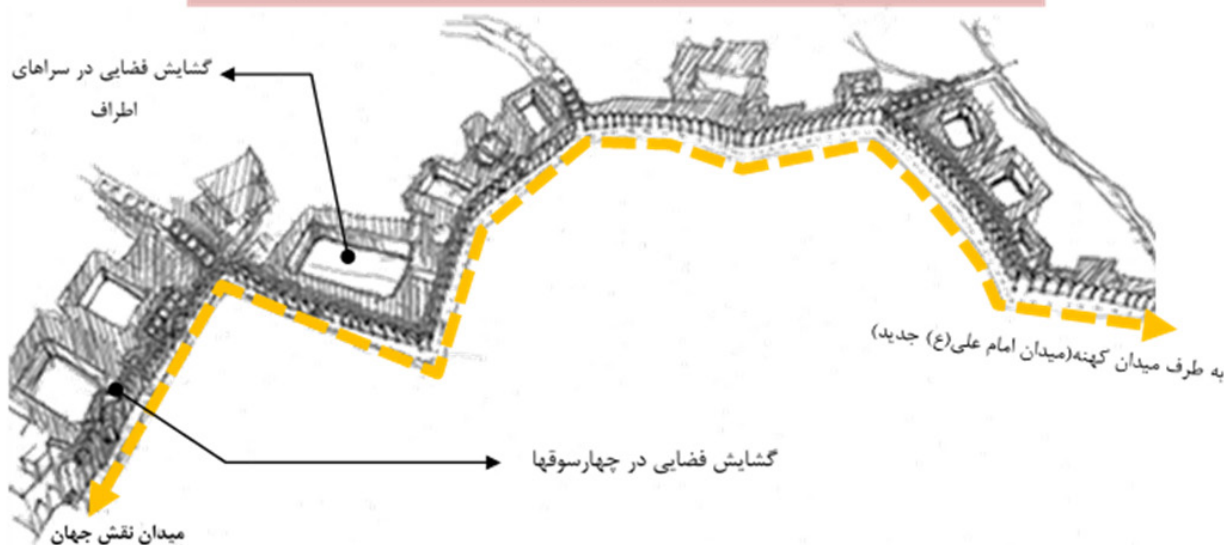 گشایش فضایی در سراهای
اطراف
به طرف میدان کهنه(میدان امام علی(ع) جدید)
گشایش فضایی در چهارسوقها
میدان نقش جهان